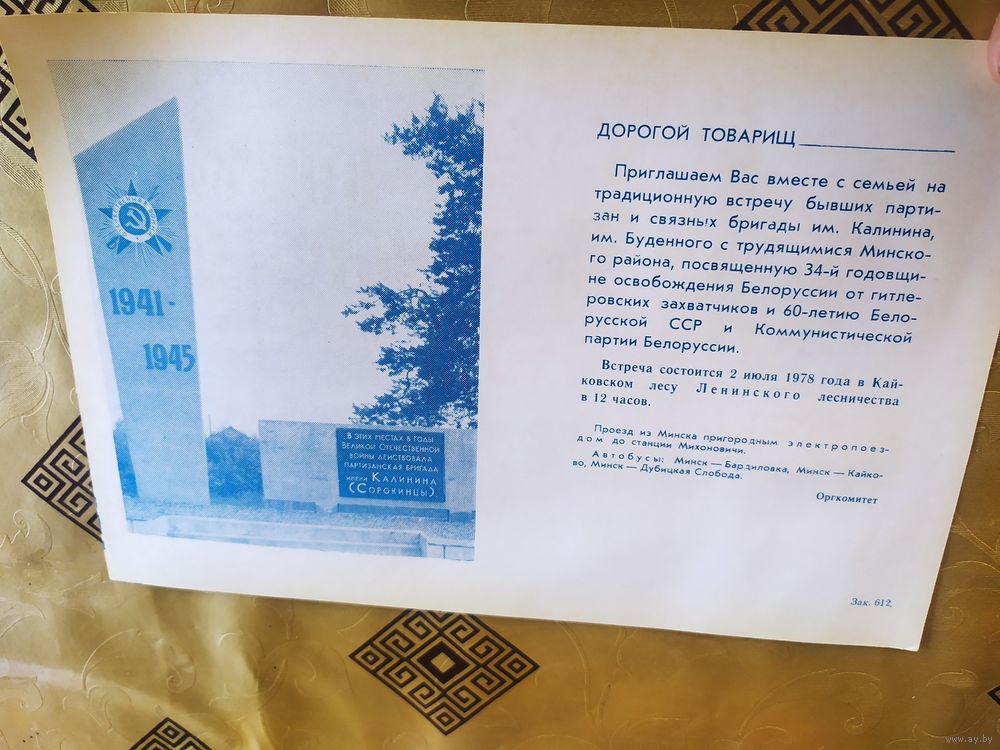 1941-
1945
В ЭТИХ МЕСТАХ В ГОДЫ
ВЕЛИКОЙ ОТЕЧЕСТВЕННОЙ
ВОЙНЫ ДЕЙСТВОВАЛА
ПАРТИЗАНСКАЯ БРИГАДА
ИМЕНИ КАЛИНИНА
(СОРОКИНЦЫ)
ДОРОГОЙ ТОВАРИЩ
Приглашаем Вас вместе с семьей на
традиционную встречу бывших парти-
зан и связных бригады им. Калинина,
им. Буденного с трудящимися Минско-
го района, посвященную 34-й годовщи-
не освобождения Белоруссии от гитле-
ровских захватчиков и 60-летию Бело-
русской ССР и Коммунистической
партии Белоруссии.
Встреча состоится 2 июля 1978 года в Кай-
ковском лесу Ленинского лесничества
в 12 часов.
Проезд из Минска пригородным электропоез-
дом до станции Михоновичи.
Автобусы: Минск — Бардиловка, Минск — Кайко-
во, Минск — Дубицкая Слобода.
Оргкомитет
Зак. 612.
www.ay.by